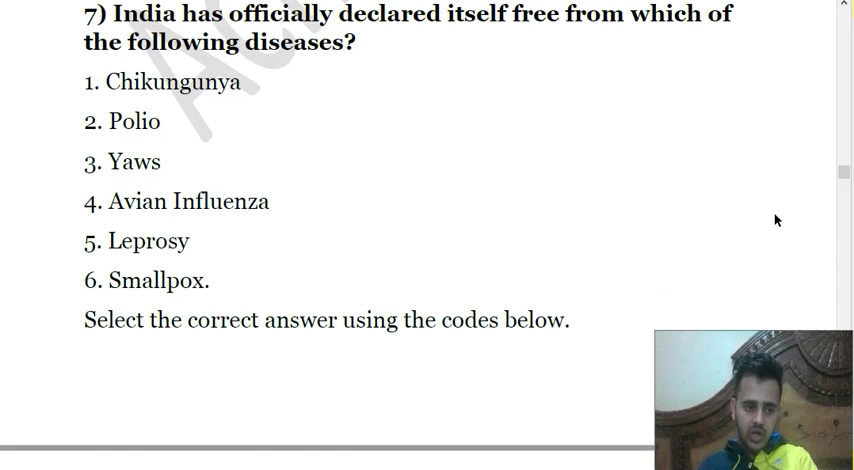 7) India has officially declared itself free from which of
the following diseases?
1. Chikungunya
2. Polio
3. Yaws
4. Avian Influenza
5. Leprosy
6. Smallpox.
Select the correct answer using the codes below.